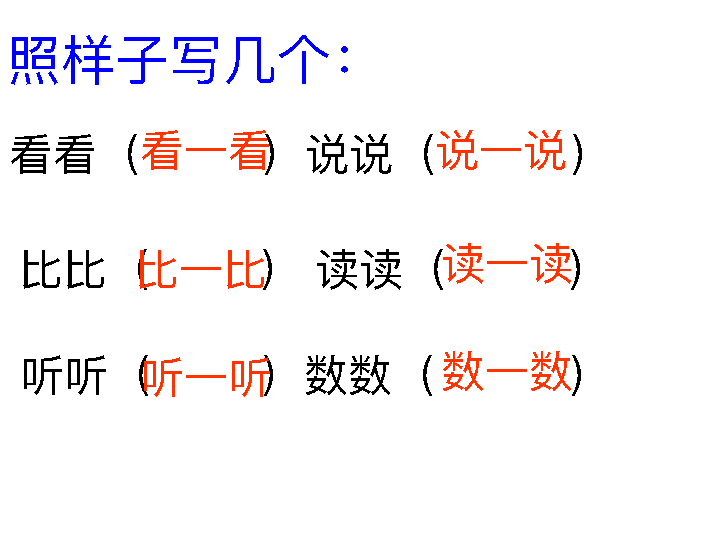 照样子写几个：
看看 (看一看) 说说 (说一说)
比比 (比一比) 读读 (读一读)
听听 (听一听) 数数 (数一数)